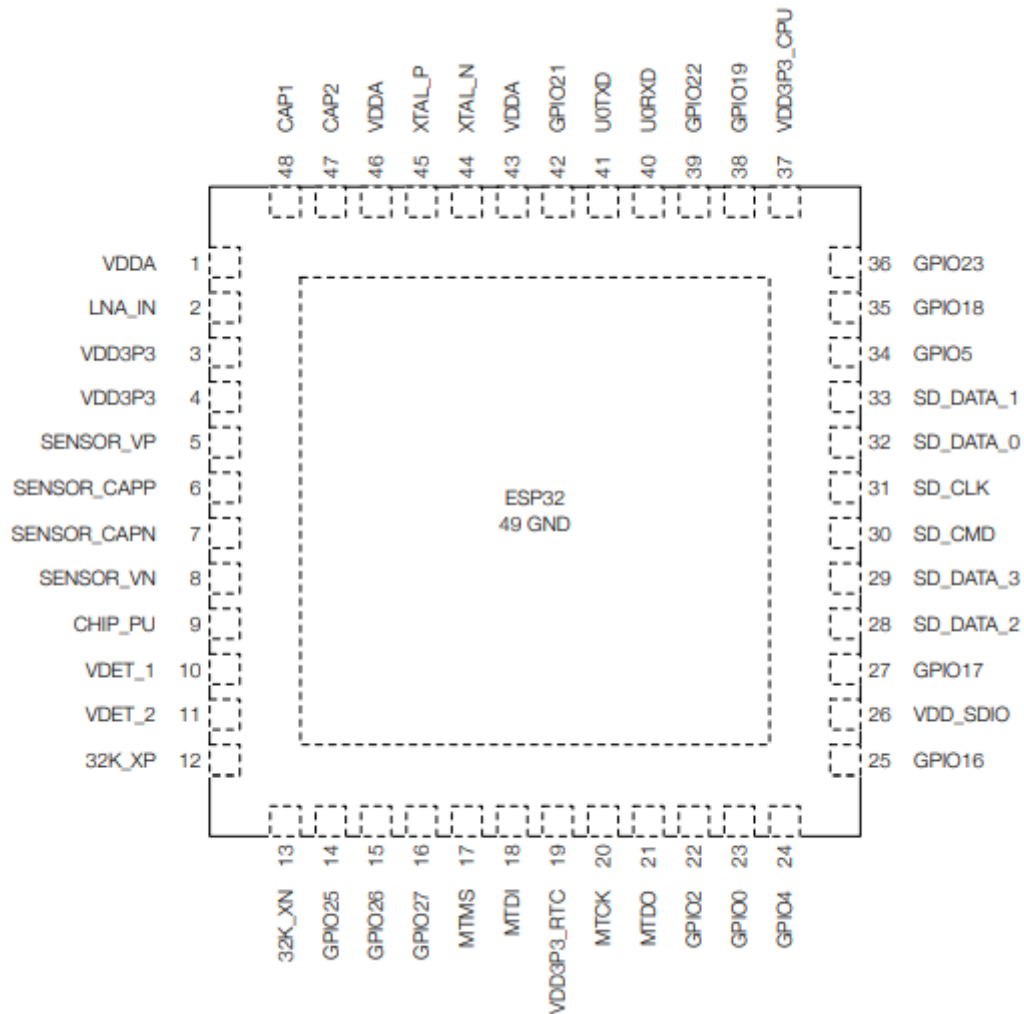 CAP1
CAP2
VDDA
XTAL_P
XTAL_N
VDDA
GPIO21
U0TXD
U0RXD
GPIO22
GPIO19
VDD3P3_CPU
48
47
46
45
44
43
42
41
40
39
38
37
VDDA 1
LNA_IN 2
VDD3P3 3
VDD3P3 4
SENSOR_VP 5
SENSOR_CAPP 6
SENSOR_CAPN 7
SENSOR_VN 8
CHIP_PU 9
VDET_1 10
VDET_2 11
32K_XP 12
ESP32
49 GND
36 GPIO23
35 GPIO18
34 GPIO5
33 SD_DATA_1
32 SD_DATA_0
31 SD_CLK
30 SD_CMD
29 SD_DATA_3
28 SD_DATA_2
27 GPIO17
26 VDD_SDIO
25 GPIO16
13
14
15
16
17
18
19
20
21
22
23
24
32K_XN
GPIO25
GPIO26
GPIO27
MTMS
MTDI
VDD3P3_RTC
MTCK
MTDO
GPIO2
GPIO0
GPIO4